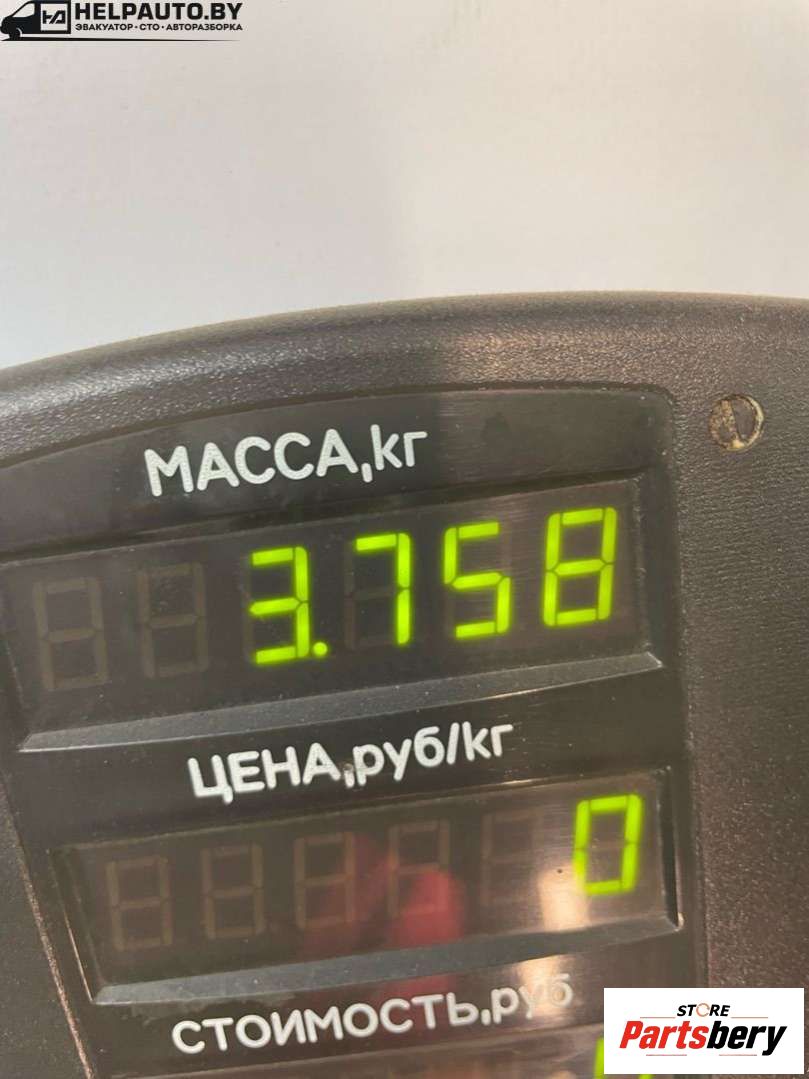 HELPAUTO.BY
ЭВАКУАТОР • СТО • АВТОРАЗБОРКА
МАССА,кг
3.758
ЦЕНА,руб/кг
0
СТОИМОСТЬ,руб
STORE
Partsbery